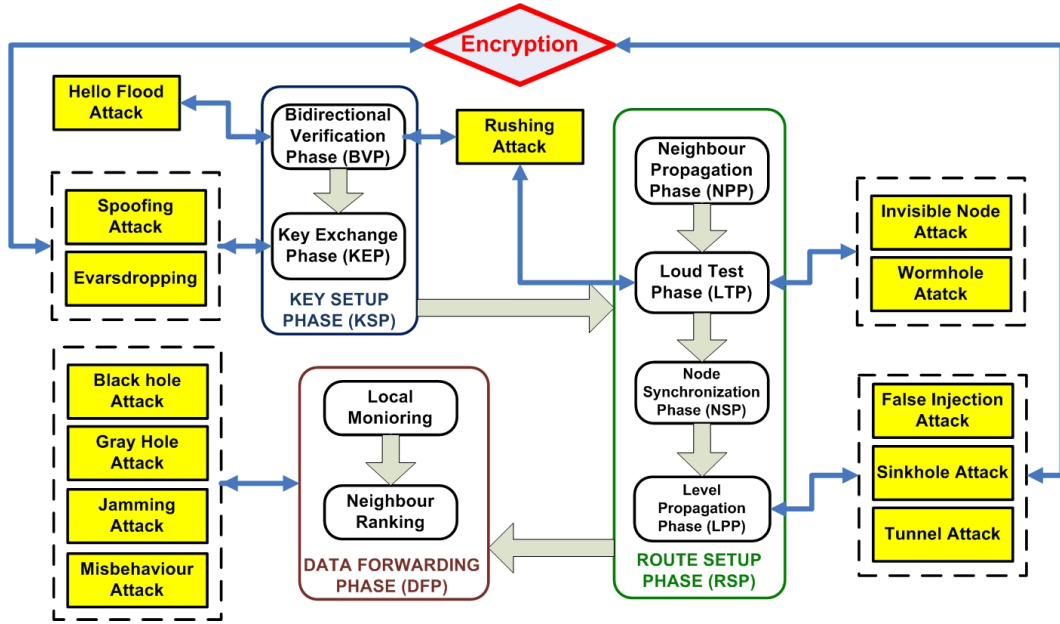 Encryption
Hello Flood
Attack
Bidirectional
Verification
Phase (BVP)
Rushing
Attack
Neighbour
Propagation
Phase (NPP)
Spoofing
Attack
Evarsdropping
Key Exchange
Phase (KEP)
KEY SETUP
PHASE (KSP)
Loud Test
Phase (LTP)
Invisible Node
Attack
Wormhole
Atatck
Black hole
Attack
Gray Hole
Attack
Jamming
Attack
Misbehaviour
Attack
Local
Monioring
Neighbour
Ranking
DATA FORWARDING
PHASE (DFP)
Node
Synchronization
Phase (NSP)
Level
Propagation
Phase (LPP)
ROUTE SETUP
PHASE (RSP)
False Injection
Attack
Sinkhole Attack
Tunnel Attack